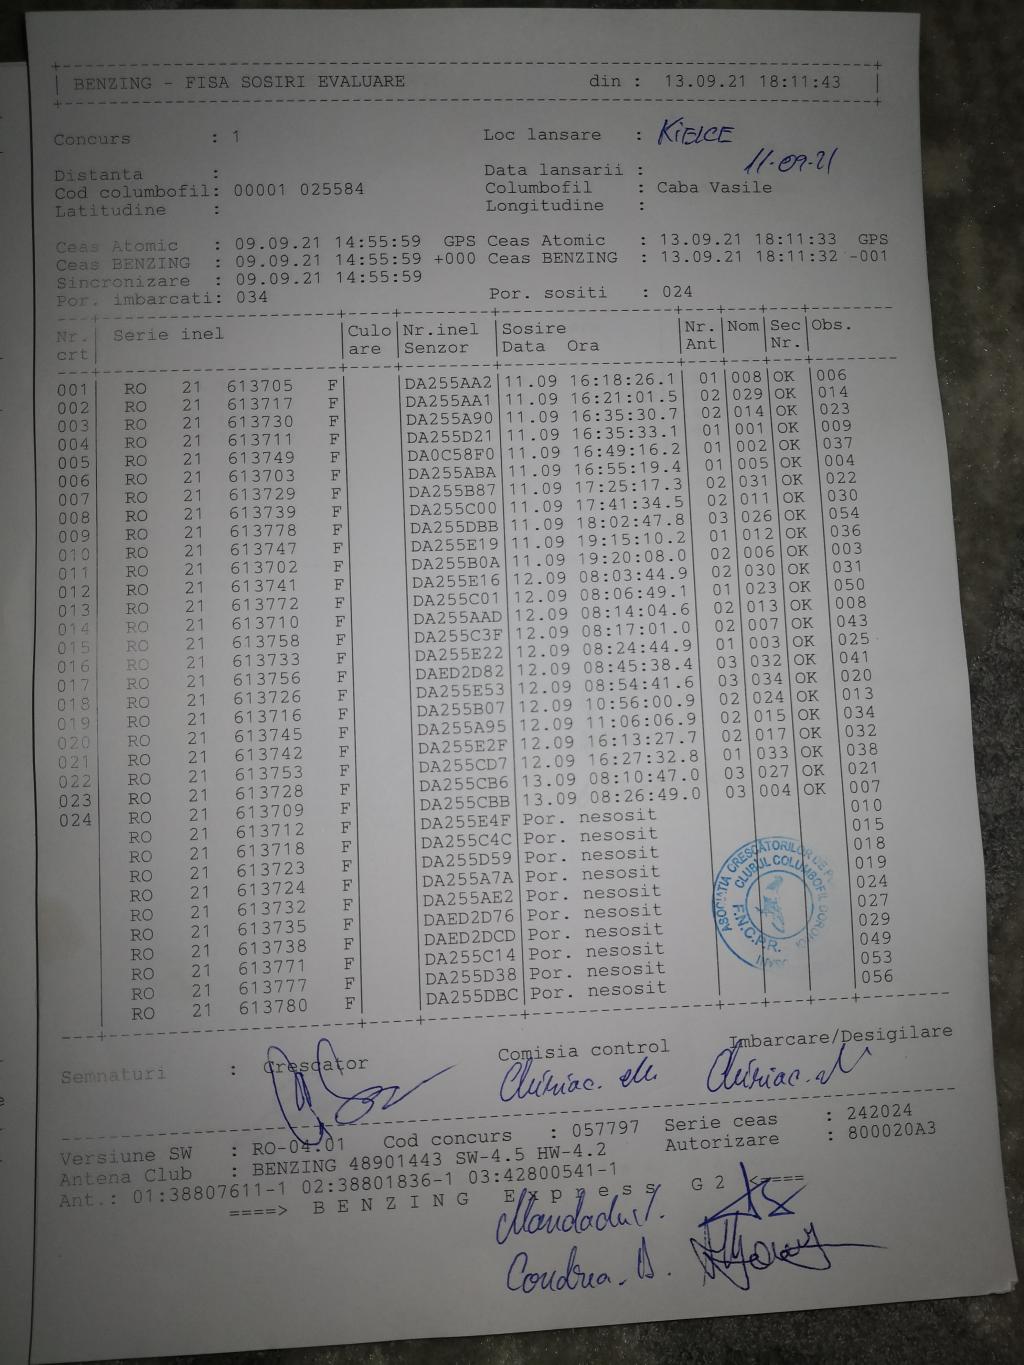 BENZING - FISA SOSIRI EVALUARE din : 13.09.21 18:11:43
Concurs : 1 Loc lansare : KiELCE
Distanta : Data lansarii : 11-09-21
Cod columbofil: 00001 025584 Columbofil : Caba Vasile
Latitudine : Longitudine :
Ceas Atomic : 09.09.21 14:55:59 GPS Ceas Atomic : 13.09.21 18:11:33 GPS
Ceas BENZING : 09.09.21 14:55:59 +000 Ceas BENZING : 13.09.21 18:11:32 -001
Sincronizare : 09.09.21 14:55:59
Por. imbarcati: 034 Por. sositi : 024
Nr. Serie inel Culo Nr.inel Sosire Nr. Nom Sec Obs.
crt are Senzor Data Ora Ant Nr.
001 RO 21 613705 F DA255AA2 11.09 16:18:26.1 01 008 OK 006
002 RO 21 613717 F DA255AA1 11.09 16:21:01.5 02 029 OK 014
003 RO 21 613730 F DA255A90 11.09 16:35:30.7 02 014 OK 023
004 RO 21 613711 F DA255D21 11.09 16:35:33.1 01 001 OK 009
005 RO 21 613749 F DA0C58F0 11.09 16:49:16.2 01 002 OK 037
006 RO 21 613703 F DA255ABA 11.09 16:55:19.4 01 005 OK 004
007 RO 21 613729 F DA255B87 11.09 17:25:17.3 02 031 OK 022
008 RO 21 613739 F DA255C00 11.09 17:41:34.5 02 011 OK 030
009 RO 21 613778 F DA255DBB 11.09 18:02:47.8 03 026 OK 054
010 RO 21 613747 F DA255E19 11.09 19:15:10.2 01 012 OK 036
011 RO 21 613702 F DA255B0A 11.09 19:20:08.0 02 006 OK 003
012 RO 21 613741 F DA255E16 12.09 08:03:44.9 02 030 OK 031
013 RO 21 613772 F DA255C01 12.09 08:06:49.1 01 023 OK 050
014 RO 21 613710 F DA255AAD 12.09 08:14:04.6 02 013 OK 008
015 RO 21 613758 F DA255C3F 12.09 08:17:01.0 02 007 OK 043
016 RO 21 613733 F DA255E22 12.09 08:24:44.9 01 003 OK 025
017 RO 21 613756 F DAED2D82 12.09 08:45:38.4 03 032 OK 041
018 RO 21 613726 F DA255E53 12.09 08:54:41.6 03 034 OK 020
019 RO 21 613716 F DA255B07 12.09 10:56:00.9 02 024 OK 013
020 RO 21 613745 F DA255A95 12.09 11:06:06.9 02 015 OK 034
021 RO 21 613742 F DA255E2F 12.09 16:13:27.7 02 017 OK 032
022 RO 21 613753 F DA255CD7 12.09 16:27:32.8 01 033 OK 038
023 RO 21 613728 F DA255CB6 13.09 08:10:47.0 03 027 OK 021
024 RO 21 613709 F DA255CBB 13.09 08:26:49.0 03 004 OK 007
RO 21 613712 F DA255E4F Por. nesosit 010
RO 21 613718 F DA255C4C Por. nesosit 015
RO 21 613723 F DA255D59 Por. nesosit 018
RO 21 613724 F DA255A7A Por. nesosit 019
RO 21 613732 F DA255AE2 Por. nesosit 024
RO 21 613735 F DAED2D76 Por. nesosit 027
RO 21 613738 F DAED2DCD Por. nesosit 029
RO 21 613771 F DA255C14 Por. nesosit 049
RO 21 613777 F DA255D38 Por. nesosit 053
RO 21 613780 F DA255DBC Por. nesosit 056
ASOCIATIA CRESCATORILOR DE
CLUBUL COLUMBOFIL
F.N.C.P.R.
Semnaturi : Crescator Comisia control Imbarcare/Desigilare
Chiriac. Chiriac.
Versiune SW : RO-04.01 Cod concurs : 057797 Serie ceas : 242024
Antena Club : BENZING 48901443 SW-4.5 HW-4.2 Autorizare : 800020A3
Ant.: 01:38807611-1 02:38801836-1 03:42800541-1
====> BENZING Express G2 <====
Condrea.